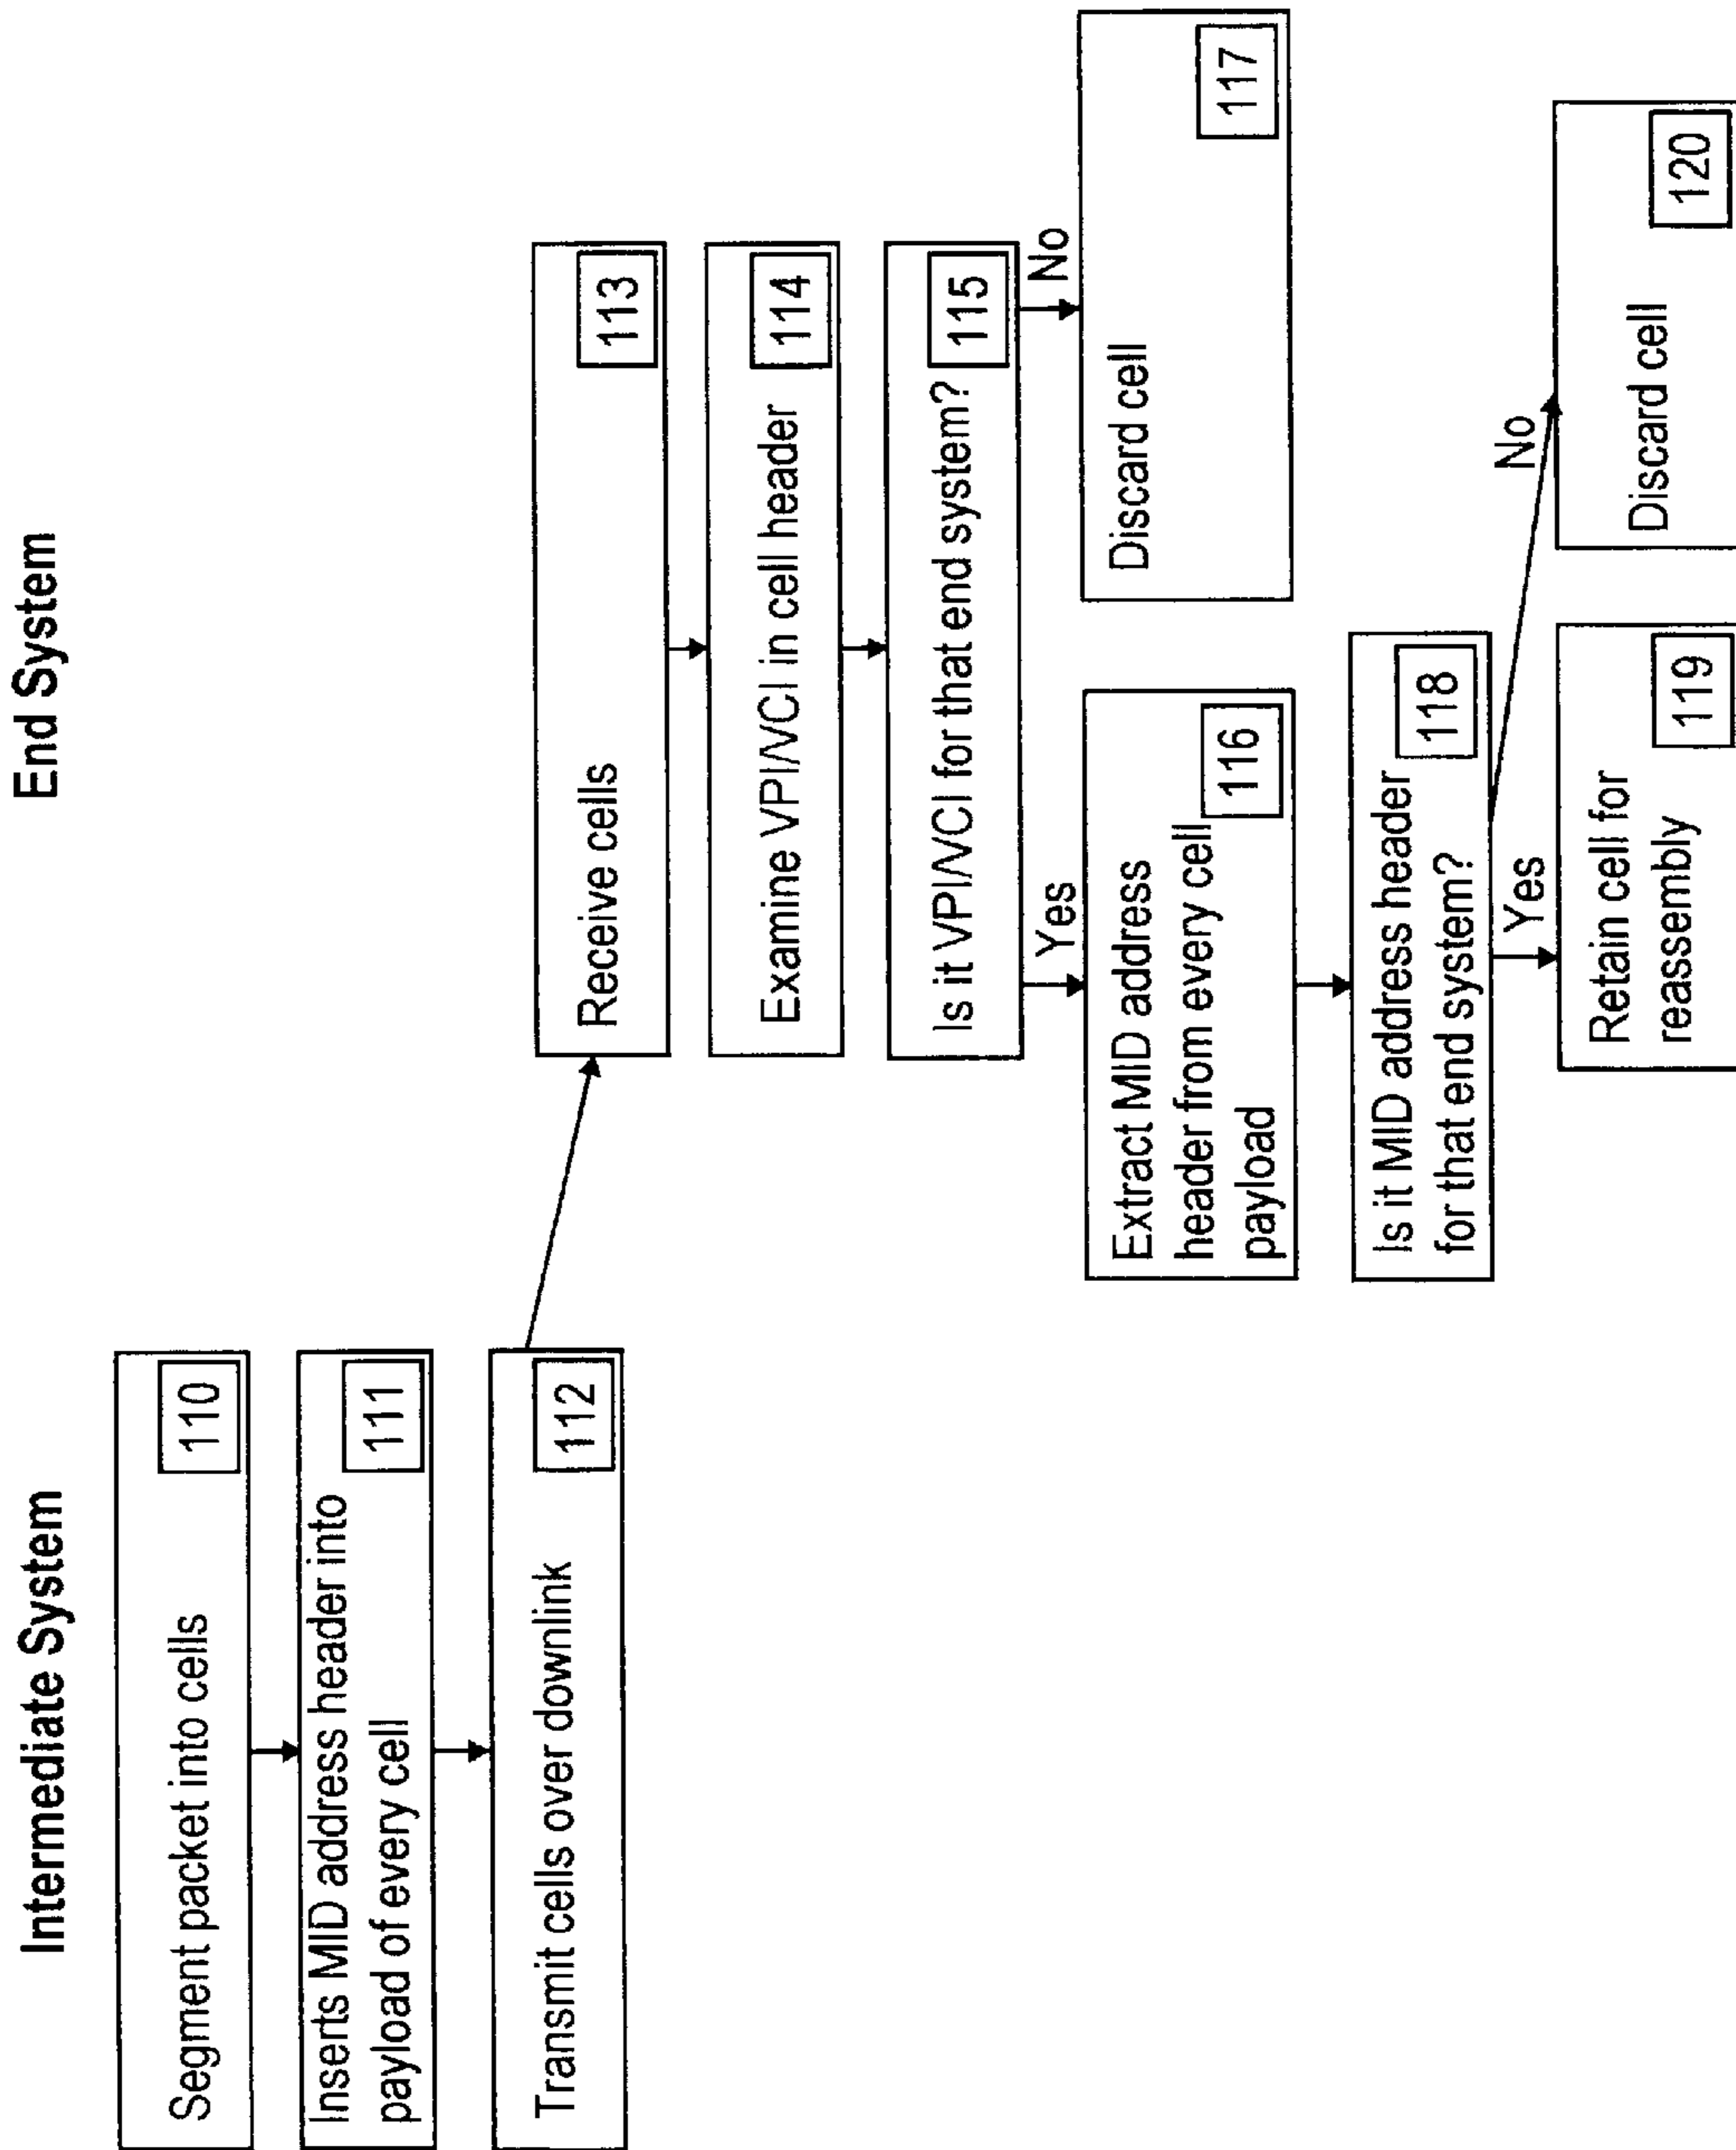 Intermediate System
Segment packet into cells
110
Inserts MID address header into
payload of every cell
111
Transmit cells over downlink
112
End System
Receive cells
113
Examine VPI/VCI in cell header
114
Is it VPI/VCI for that end system?
115
Yes
No
Extract MID address
header from every cell
payload
116
Discard cell
117
Is it MID address header
for that end system?
118
Yes
No
Retain cell for
reassembly
119
Discard cell
120